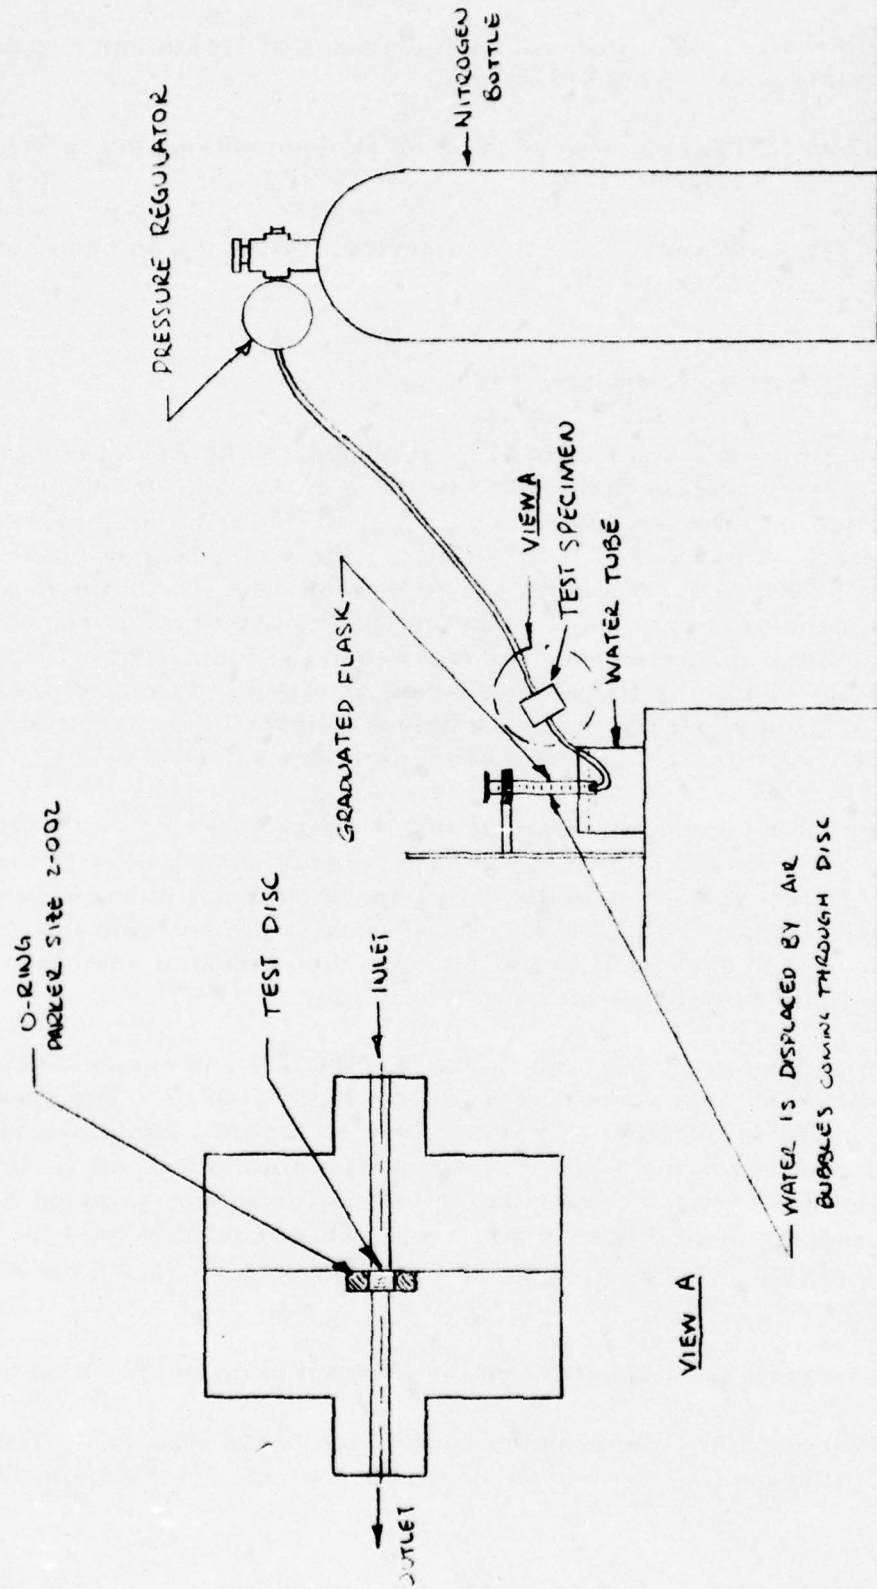 O-RING
PARKER SIZE 2-002
TEST DISC
INLET
OUTLET
VIEW A
PRESSURE REGULATOR
NITROGEN
BOTTLE
GRADUATED FLASK
VIEW A
TEST SPECIMEN
WATER TUBE
WATER IS DISPLACED BY AIR
BUBBLES COMING THROUGH DISC